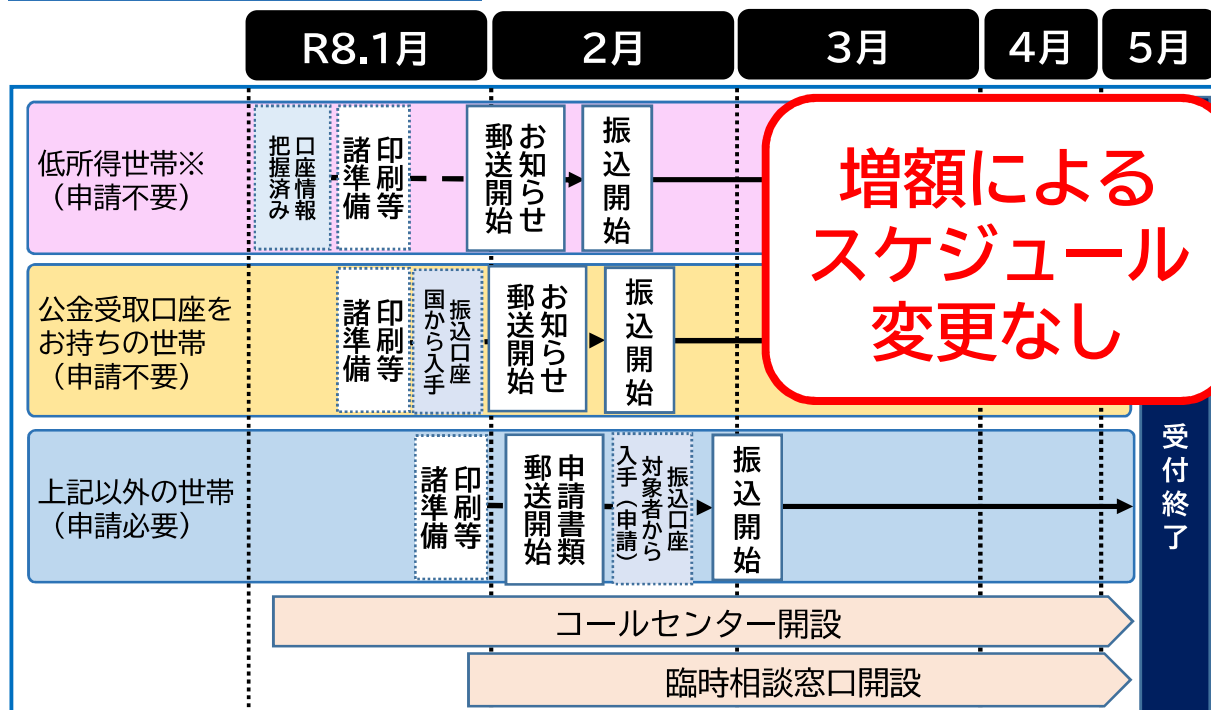 R8.1月
2月
3月
4月
5月
低所得世帯※
（申請不要）
口座情報
把握済み
印刷等
諸準備
お知らせ
郵送開始
振込開始
増額による
スケジュール
変更なし
公金受取口座を
お持ちの世帯
（申請不要）
印刷等
諸準備
振込口座
国から入手
お知らせ
郵送開始
振込開始
上記以外の世帯
（申請必要）
印刷等
諸準備
申請書類
郵送開始
振込口座
対象者から
入手（申請）
振込開始
受付終了
コールセンター開設
臨時相談窓口開設